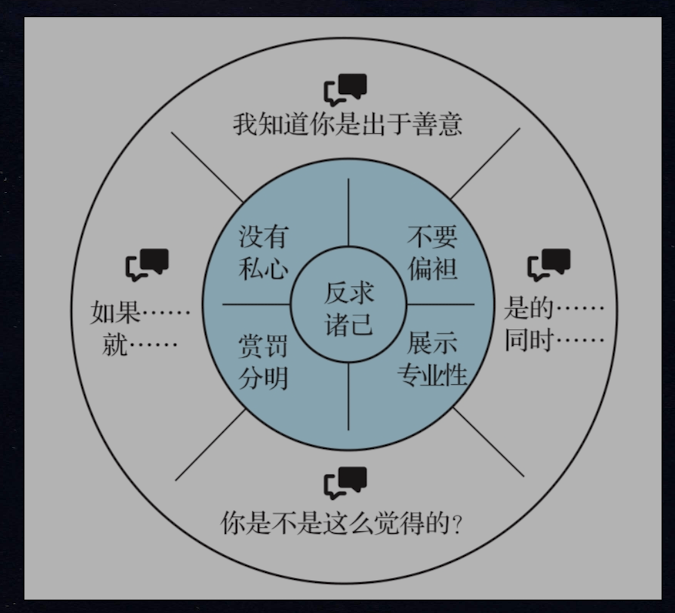 我知道你是出于善意
没有
私心
不要
偏袒
如果……
就……
反求
诸己
是的……
同时……
赏罚
分明
展示
专业性
你是不是这么觉得的？